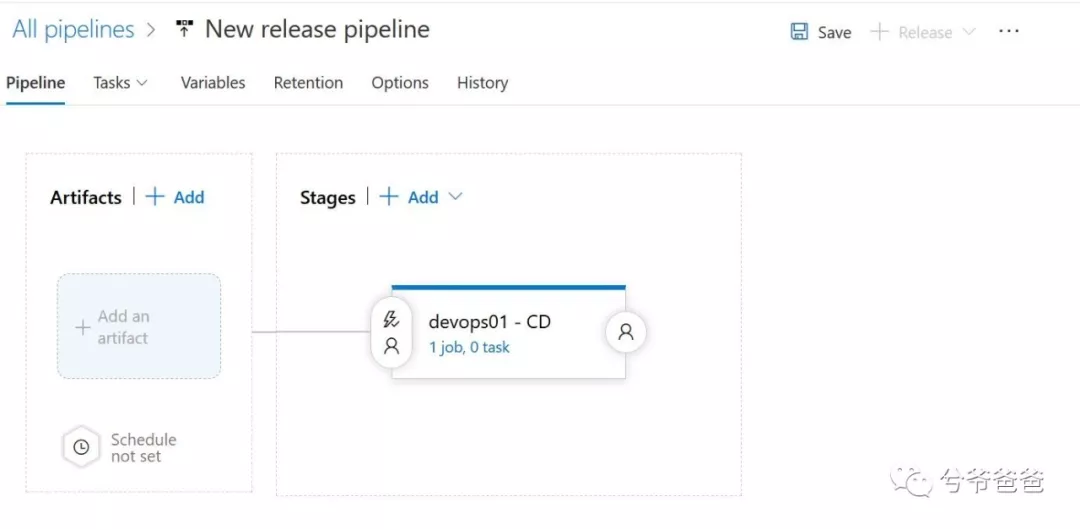 All pipelines > New release pipeline
Save + Release ...
Pipeline Tasks Variables Retention Options History
Artifacts | + Add
Stages | + Add
+ Add an
artifact
devops01 - CD
1 job, 0 task
Schedule
not set
兮爷爸爸